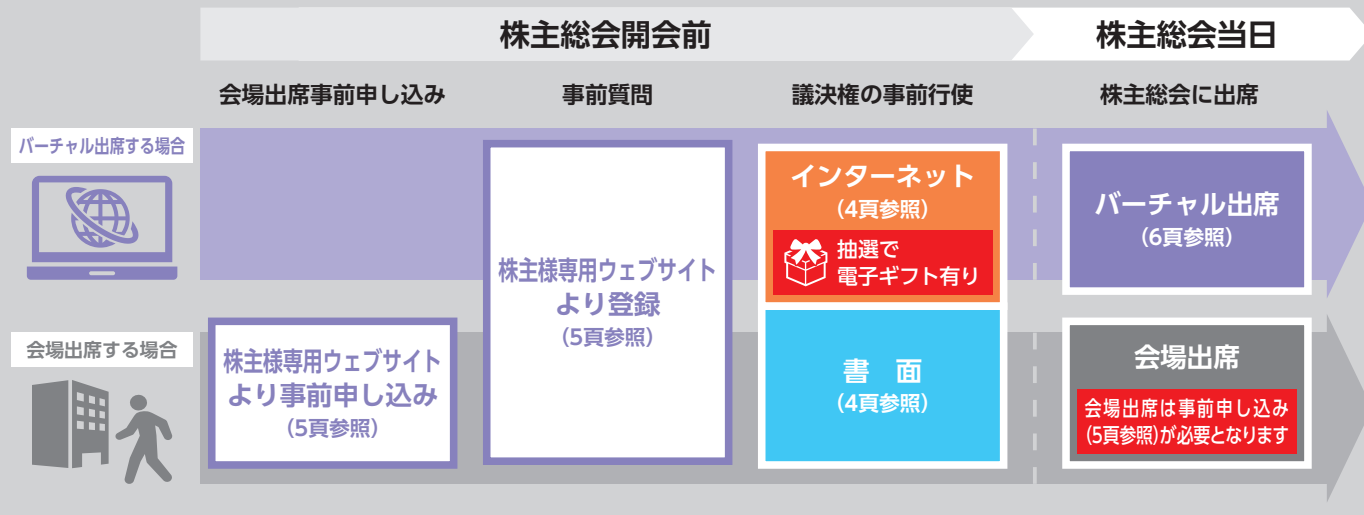 株主総会開会前
株主総会当日
会場出席事前申し込み
事前質問
議決権の事前行使
株主総会に出席
バーチャル出席する場合
株主様専用ウェブサイト
より登録
(5頁参照)
インターネット
(4頁参照)
抽選で
電子ギフト有り
バーチャル出席
(6頁参照)
会場出席する場合
株主様専用ウェブサイト
より事前申し込み
(5頁参照)
書　面
(4頁参照)
会場出席
会場出席は事前申し込み
(5頁参照)が必要となります